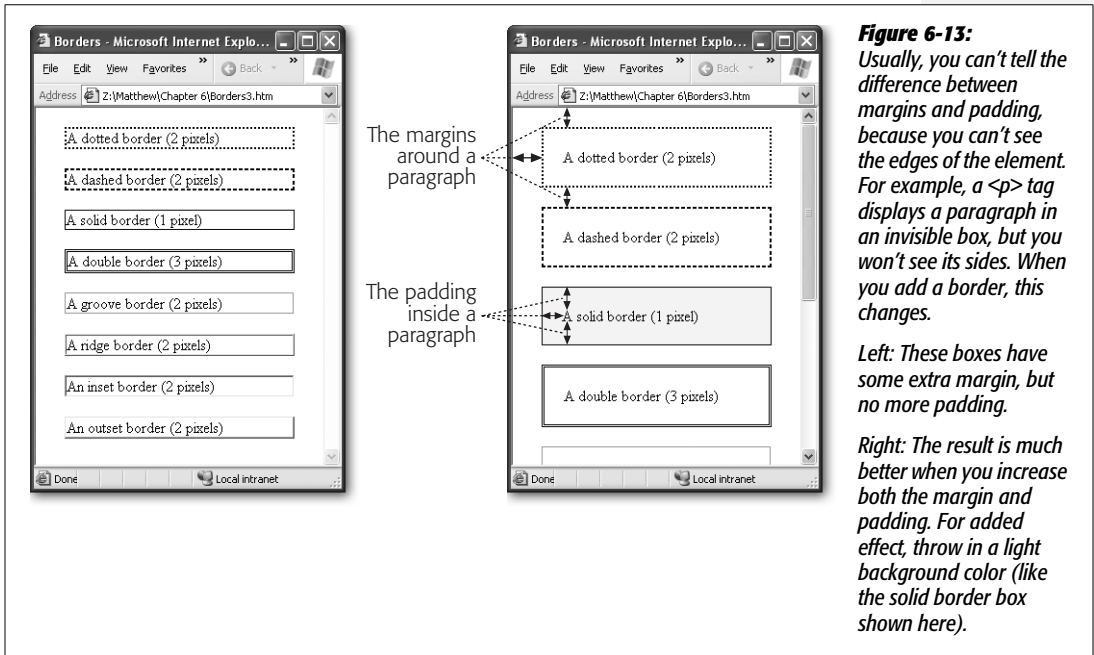 Borders - Microsoft Internet Explo...
File Edit View Favorites » Back »
Address Z:\Matthew\Chapter 6\Borders3.htm
A dotted border (2 pixels)
A dashed border (2 pixels)
A solid border (1 pixel)
A double border (3 pixels)
A groove border (2 pixels)
A ridge border (2 pixels)
An inset border (2 pixels)
An outset border (2 pixels)
Done Local intranet
The margins
around a
paragraph
The padding
inside a
paragraph
Borders - Microsoft Internet Explo...
File Edit View Favorites » Back »
Address Z:\Matthew\Chapter 6\Borders3.htm
A dotted border (2 pixels)
A dashed border (2 pixels)
A solid border (1 pixel)
A double border (3 pixels)
Done Local intranet
Figure 6-13:
Usually, you can't tell the
difference between
margins and padding,
because you can't see
the edges of the element.
For example, a <p> tag
displays a paragraph in
an invisible box, but you
won't see its sides. When
you add a border, this
changes.
Left: These boxes have
some extra margin, but
no more padding.
Right: The result is much
better when you increase
both the margin and
padding. For added
effect, throw in a light
background color (like
the solid border box
shown here).